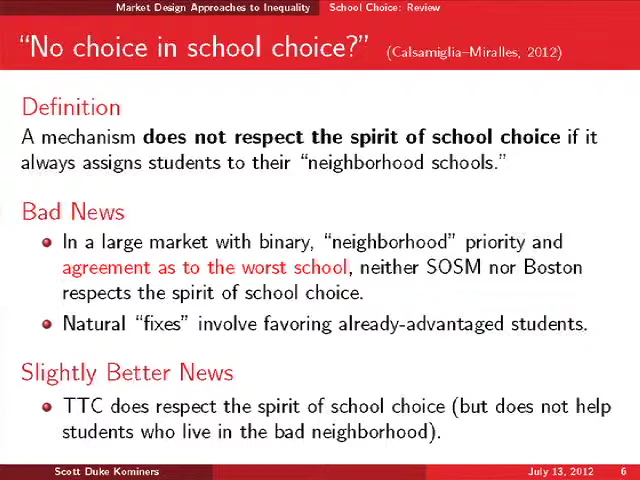 Market Design Approaches to Inequality School Choice: Review
“No choice in school choice?” (Calsamiglia–Miralles, 2012)
Definition
A mechanism does not respect the spirit of school choice if it
always assigns students to their “neighborhood schools.”
Bad News
In a large market with binary, “neighborhood” priority and
agreement as to the worst school, neither SOSM nor Boston
respects the spirit of school choice.
Natural “fixes” involve favoring already-advantaged students.
Slightly Better News
TTC does respect the spirit of school choice (but does not help
students who live in the bad neighborhood).
Scott Duke Kominers July 13, 2012 6